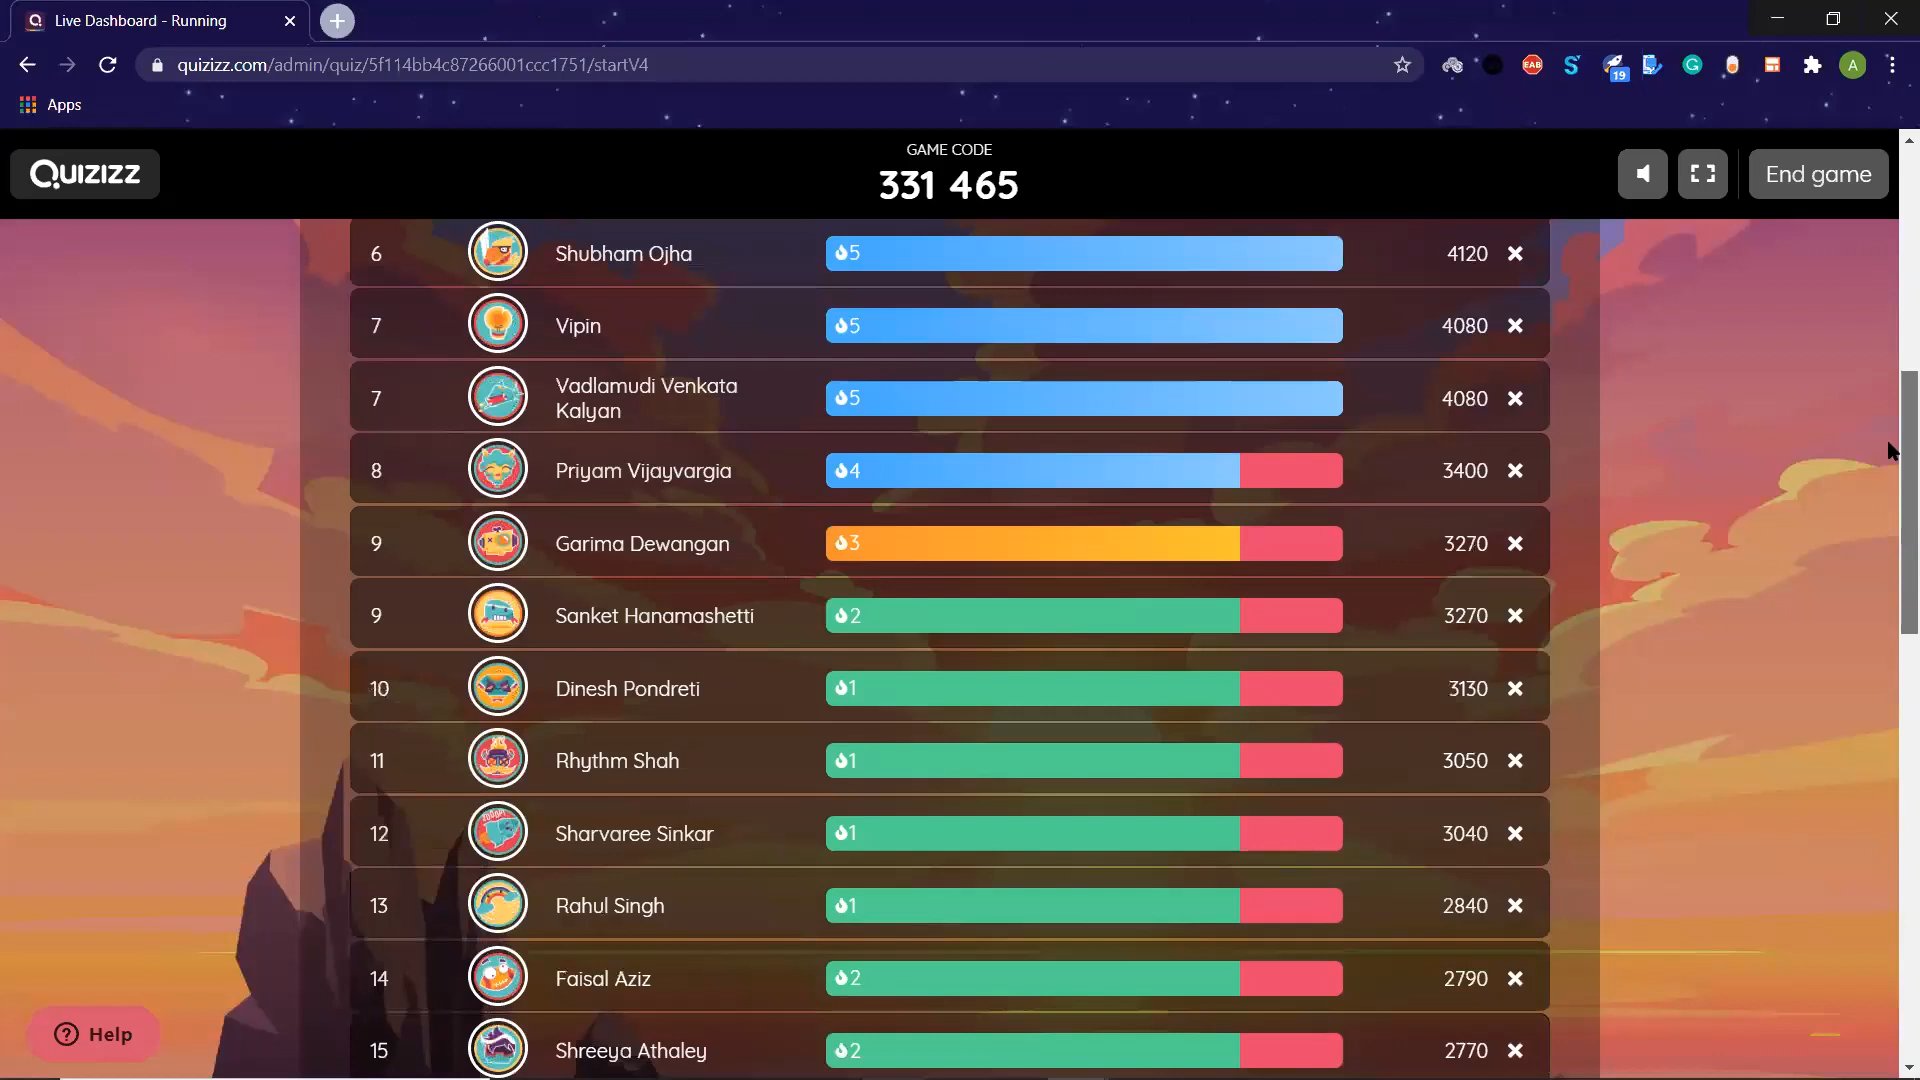 Live Dashboard - Running
quizizz.com/admin/quiz/5f114bb4c87266001ccc1751/startV4
EAB
19
A
Apps
QUIZIZZ
GAME CODE
331 465
End game
6 Shubham Ojha 5 4120
7 Vipin 5 4080
7 Vadlamudi Venkata
Kalyan 5 4080
8 Priyam Vijayvargia 4 3400
9 Garima Dewangan 3 3270
9 Sanket Hanamashetti 2 3270
10 Dinesh Pondreti 1 3130
11 Rhythm Shah 1 3050
12 Sharvaree Sinkar 1 3040
13 Rahul Singh 1 2840
14 Faisal Aziz 2 2790
15 Shreeya Athaley 2 2770
Help